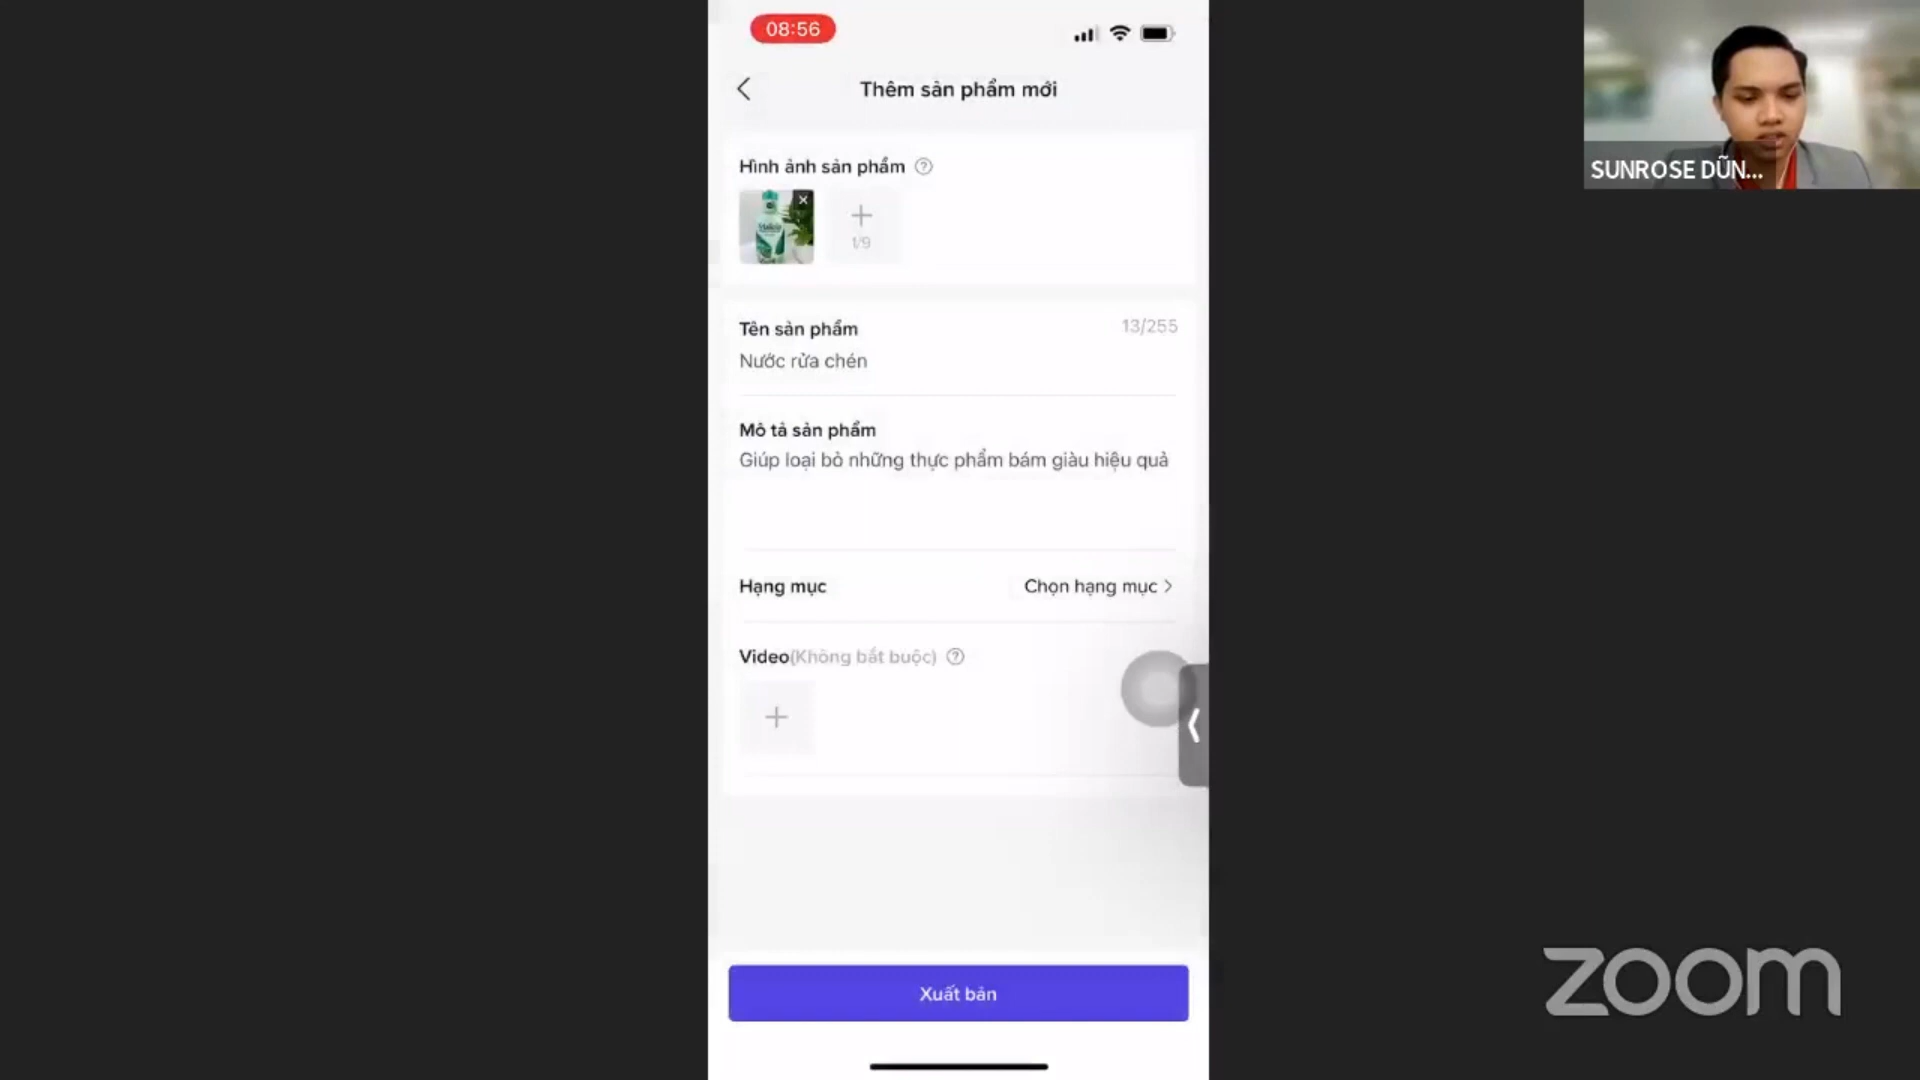 08:56
Thêm sản phẩm mới
Hình ảnh sản phẩm
1/9
Tên sản phẩm
13/255
Nước rửa chén
Mô tả sản phẩm
Giúp loại bỏ những thực phẩm bám giàu hiệu quả
Hạng mục
Chọn hạng mục
Video(Không bắt buộc)
Xuất bản
SUNROSE DŨN...
zoom